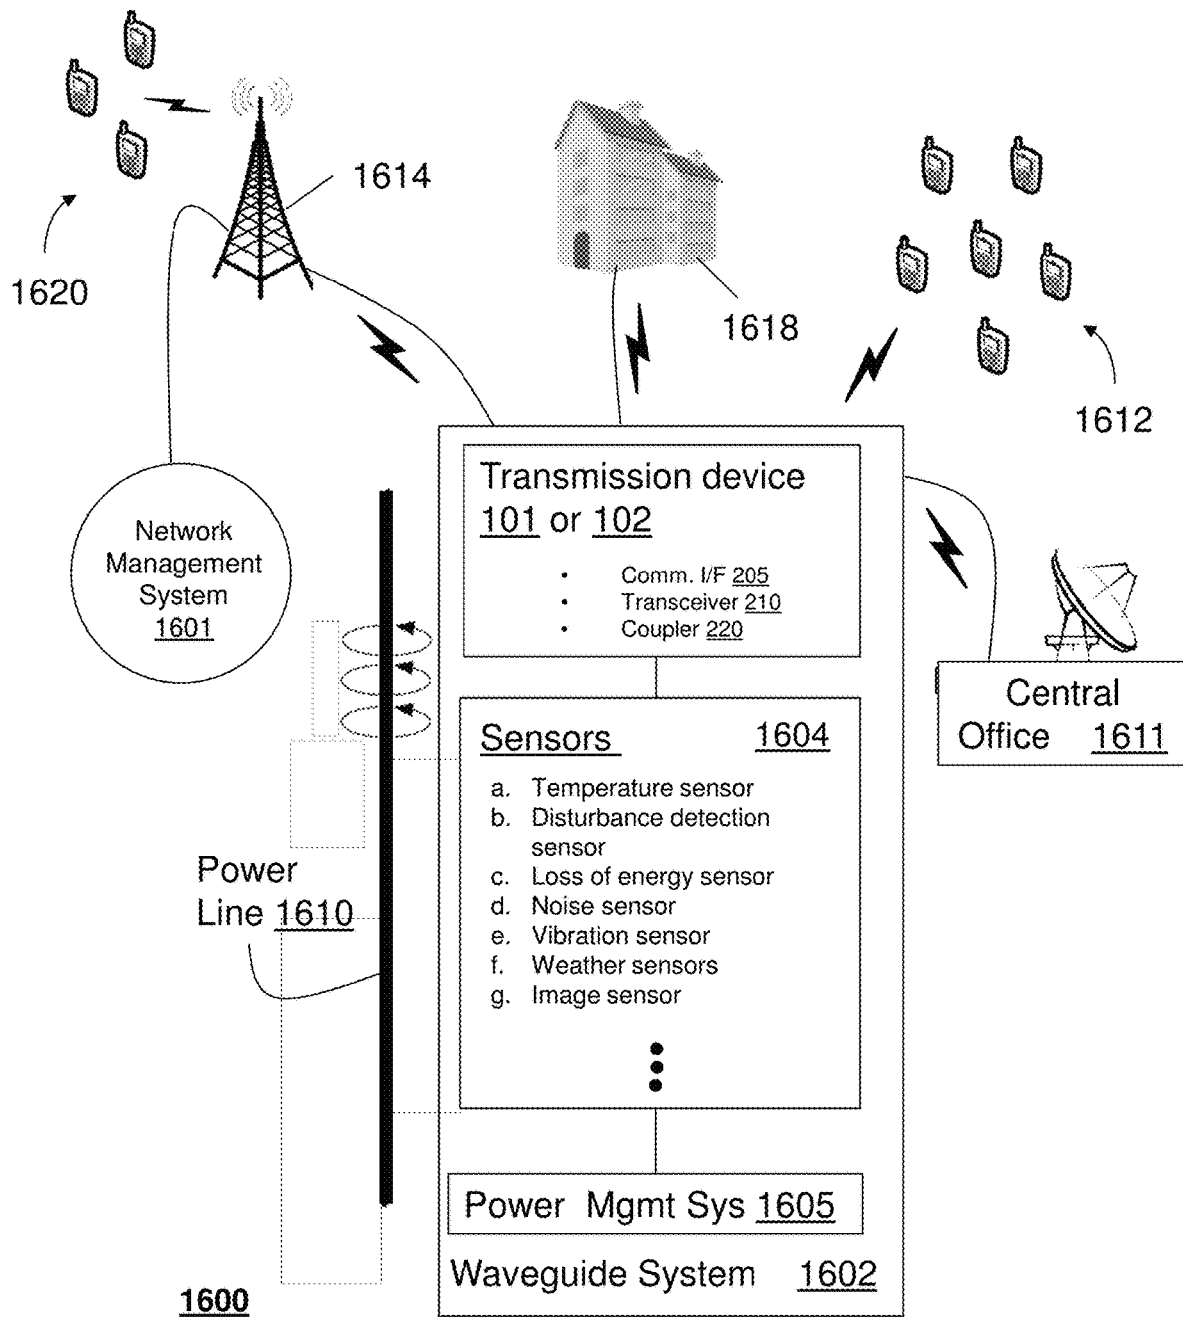 1614
1620
1618
1612
Network
Management
System
1601
Transmission device
101 or 102
• Comm. I/F 205
• Transceiver 210
• Coupler 220
Central
Office 1611
Sensors 1604
a. Temperature sensor
b. Disturbance detection
sensor
c. Loss of energy sensor
d. Noise sensor
e. Vibration sensor
f. Weather sensors
g. Image sensor
Power
Line 1610
Power Mgmt Sys 1605
Waveguide System 1602
1600